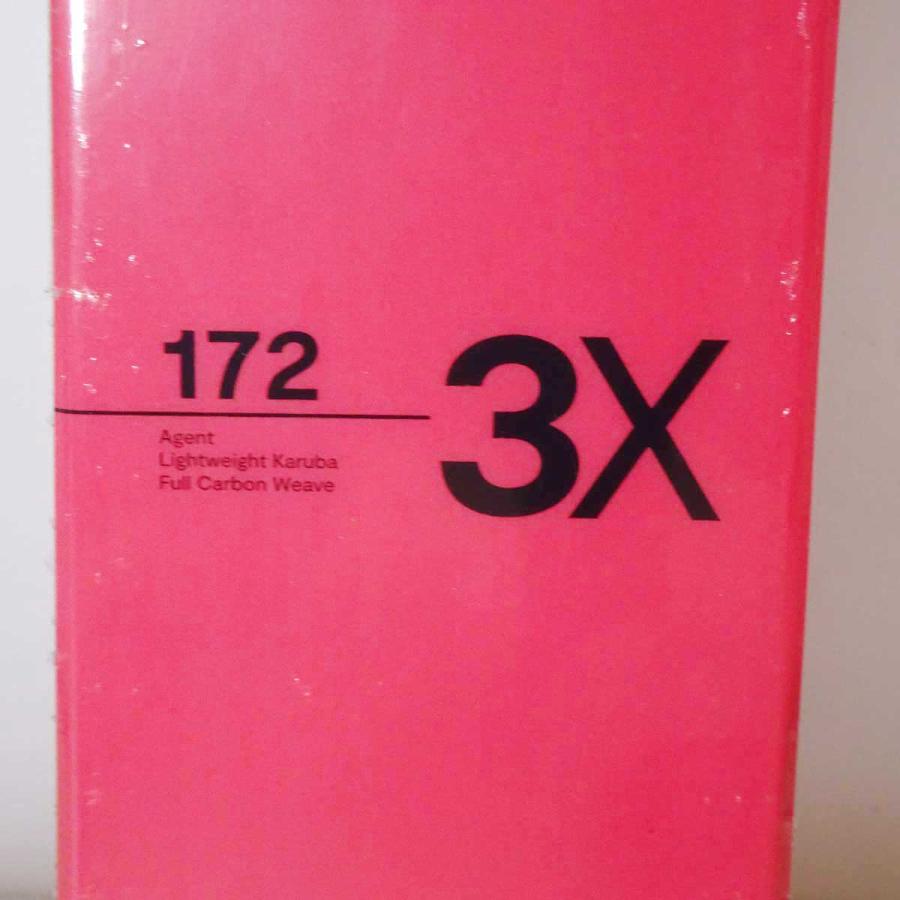 172
3X
Agent
Lightweight Karuba
Full Carbon Weave